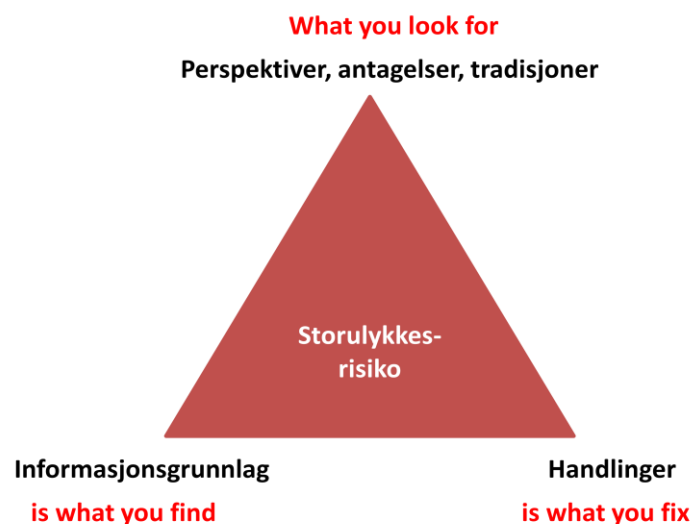 What you look for
Perspektiver, antagelser, tradisjoner
Storulykkes-
risiko
Informasjonsgrunnlag
is what you find
Handlinger
is what you fix